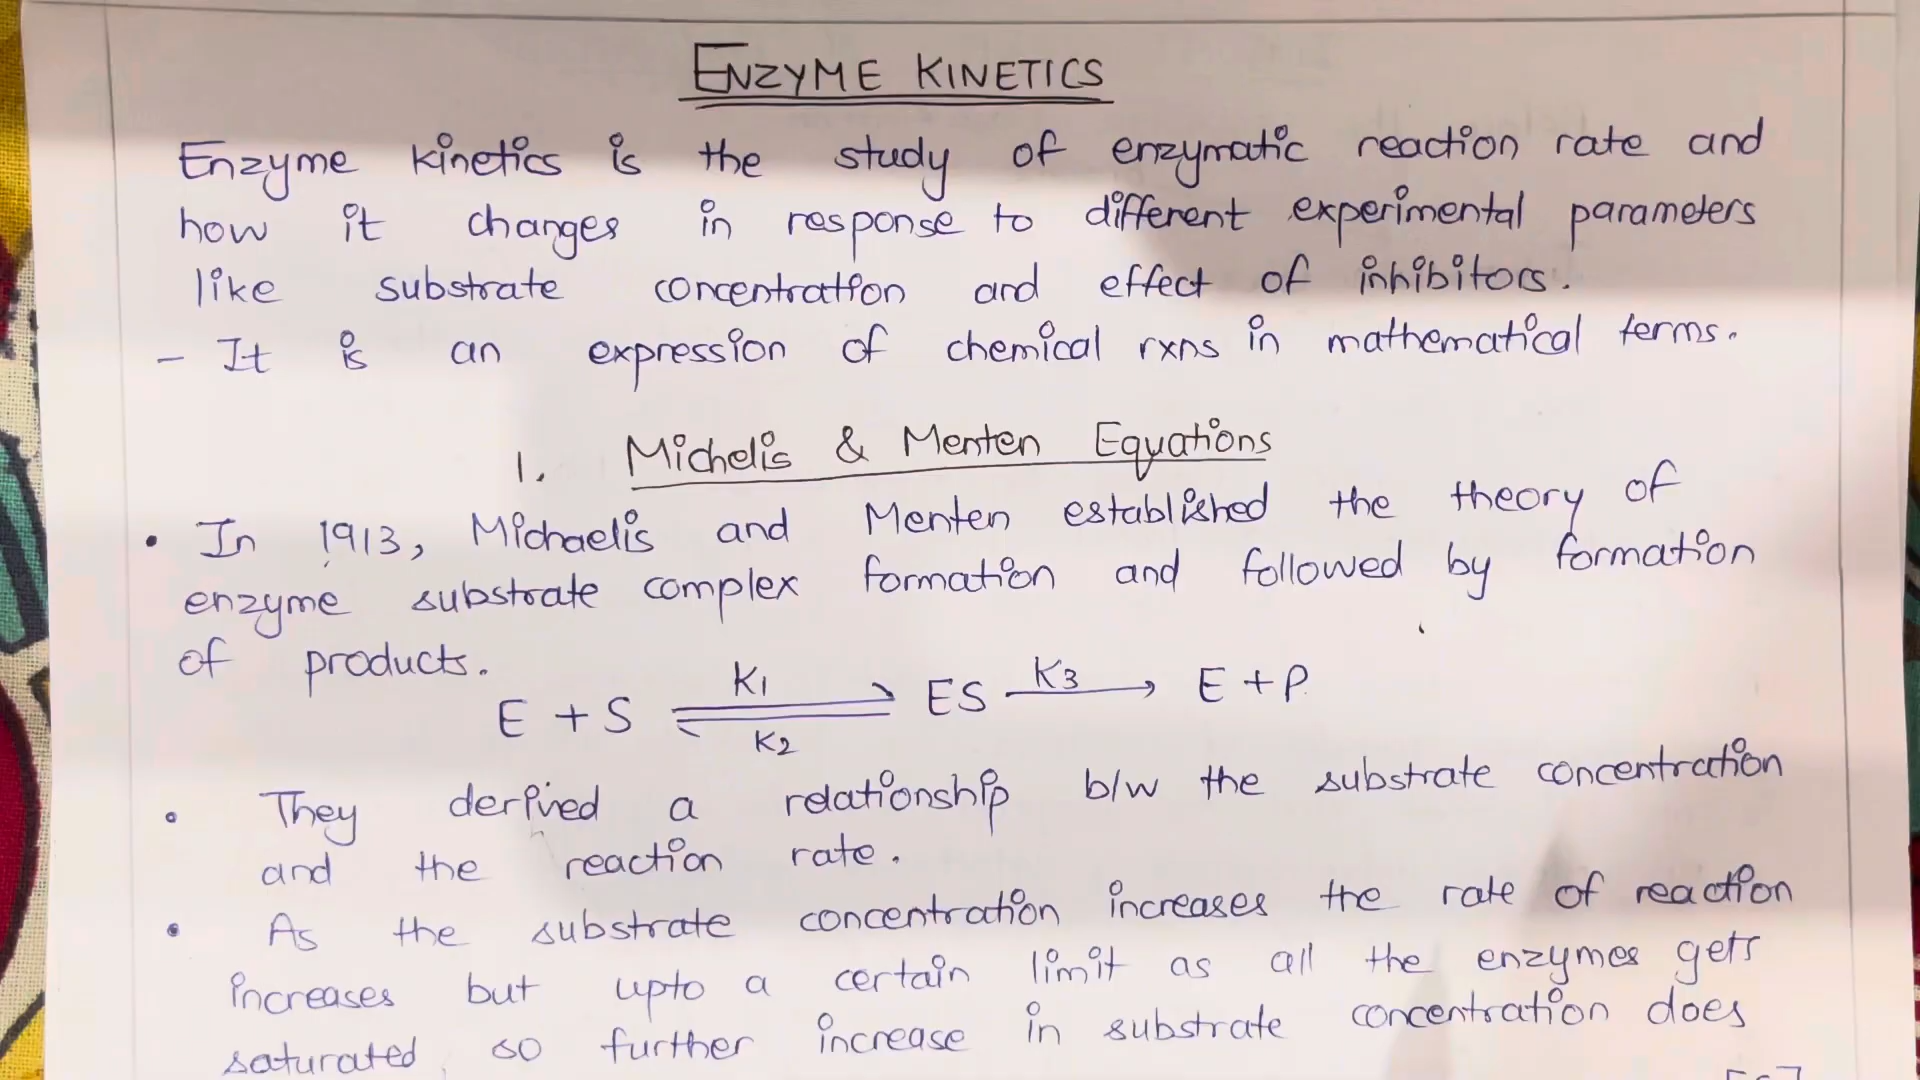 ENZYME KINETICS
Enzyme kinetics is the study of enzymatic reaction rate and
how it changes in response to different experimental parameters
like substrate concentration and effect of inhibitors.
- It is an expression of chemical rxns in mathematical terms.
1. Michelis & Menten Equations
• In 1913, Michaelis and Menten established the theory of
enzyme substrate complex formation and followed by formation
of products.
E + S ⇌ ES → E + P
K1 K3
K2
• They derived a relationship b/w the substrate concentration
and the reaction rate.
• As the substrate concentration increases the rate of reaction
increases but upto a certain limit as all the enzymes gets
saturated, so further increase in substrate concentration does